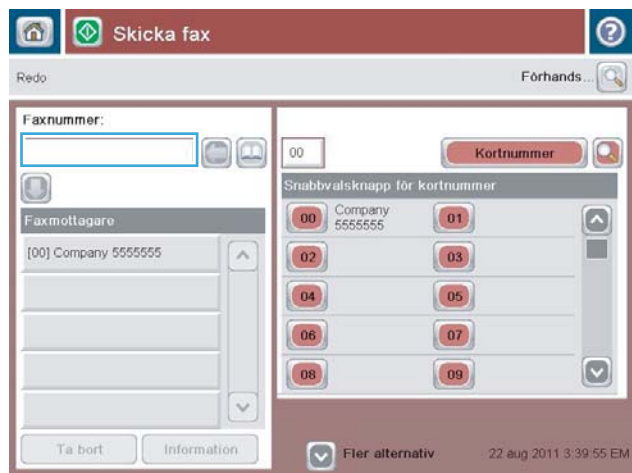 Skicka fax
?
Redo
Förhands...
Faxnummer:
00
Kortnummer
Snabbvalsknapp för kortnummer
00 Company 5555555
01
02
03
04
05
06
07
08
09
Faxmottagare
[00] Company 5555555
Ta bort
Information
Fler alternativ
22 aug 2011 3:39:55 EM